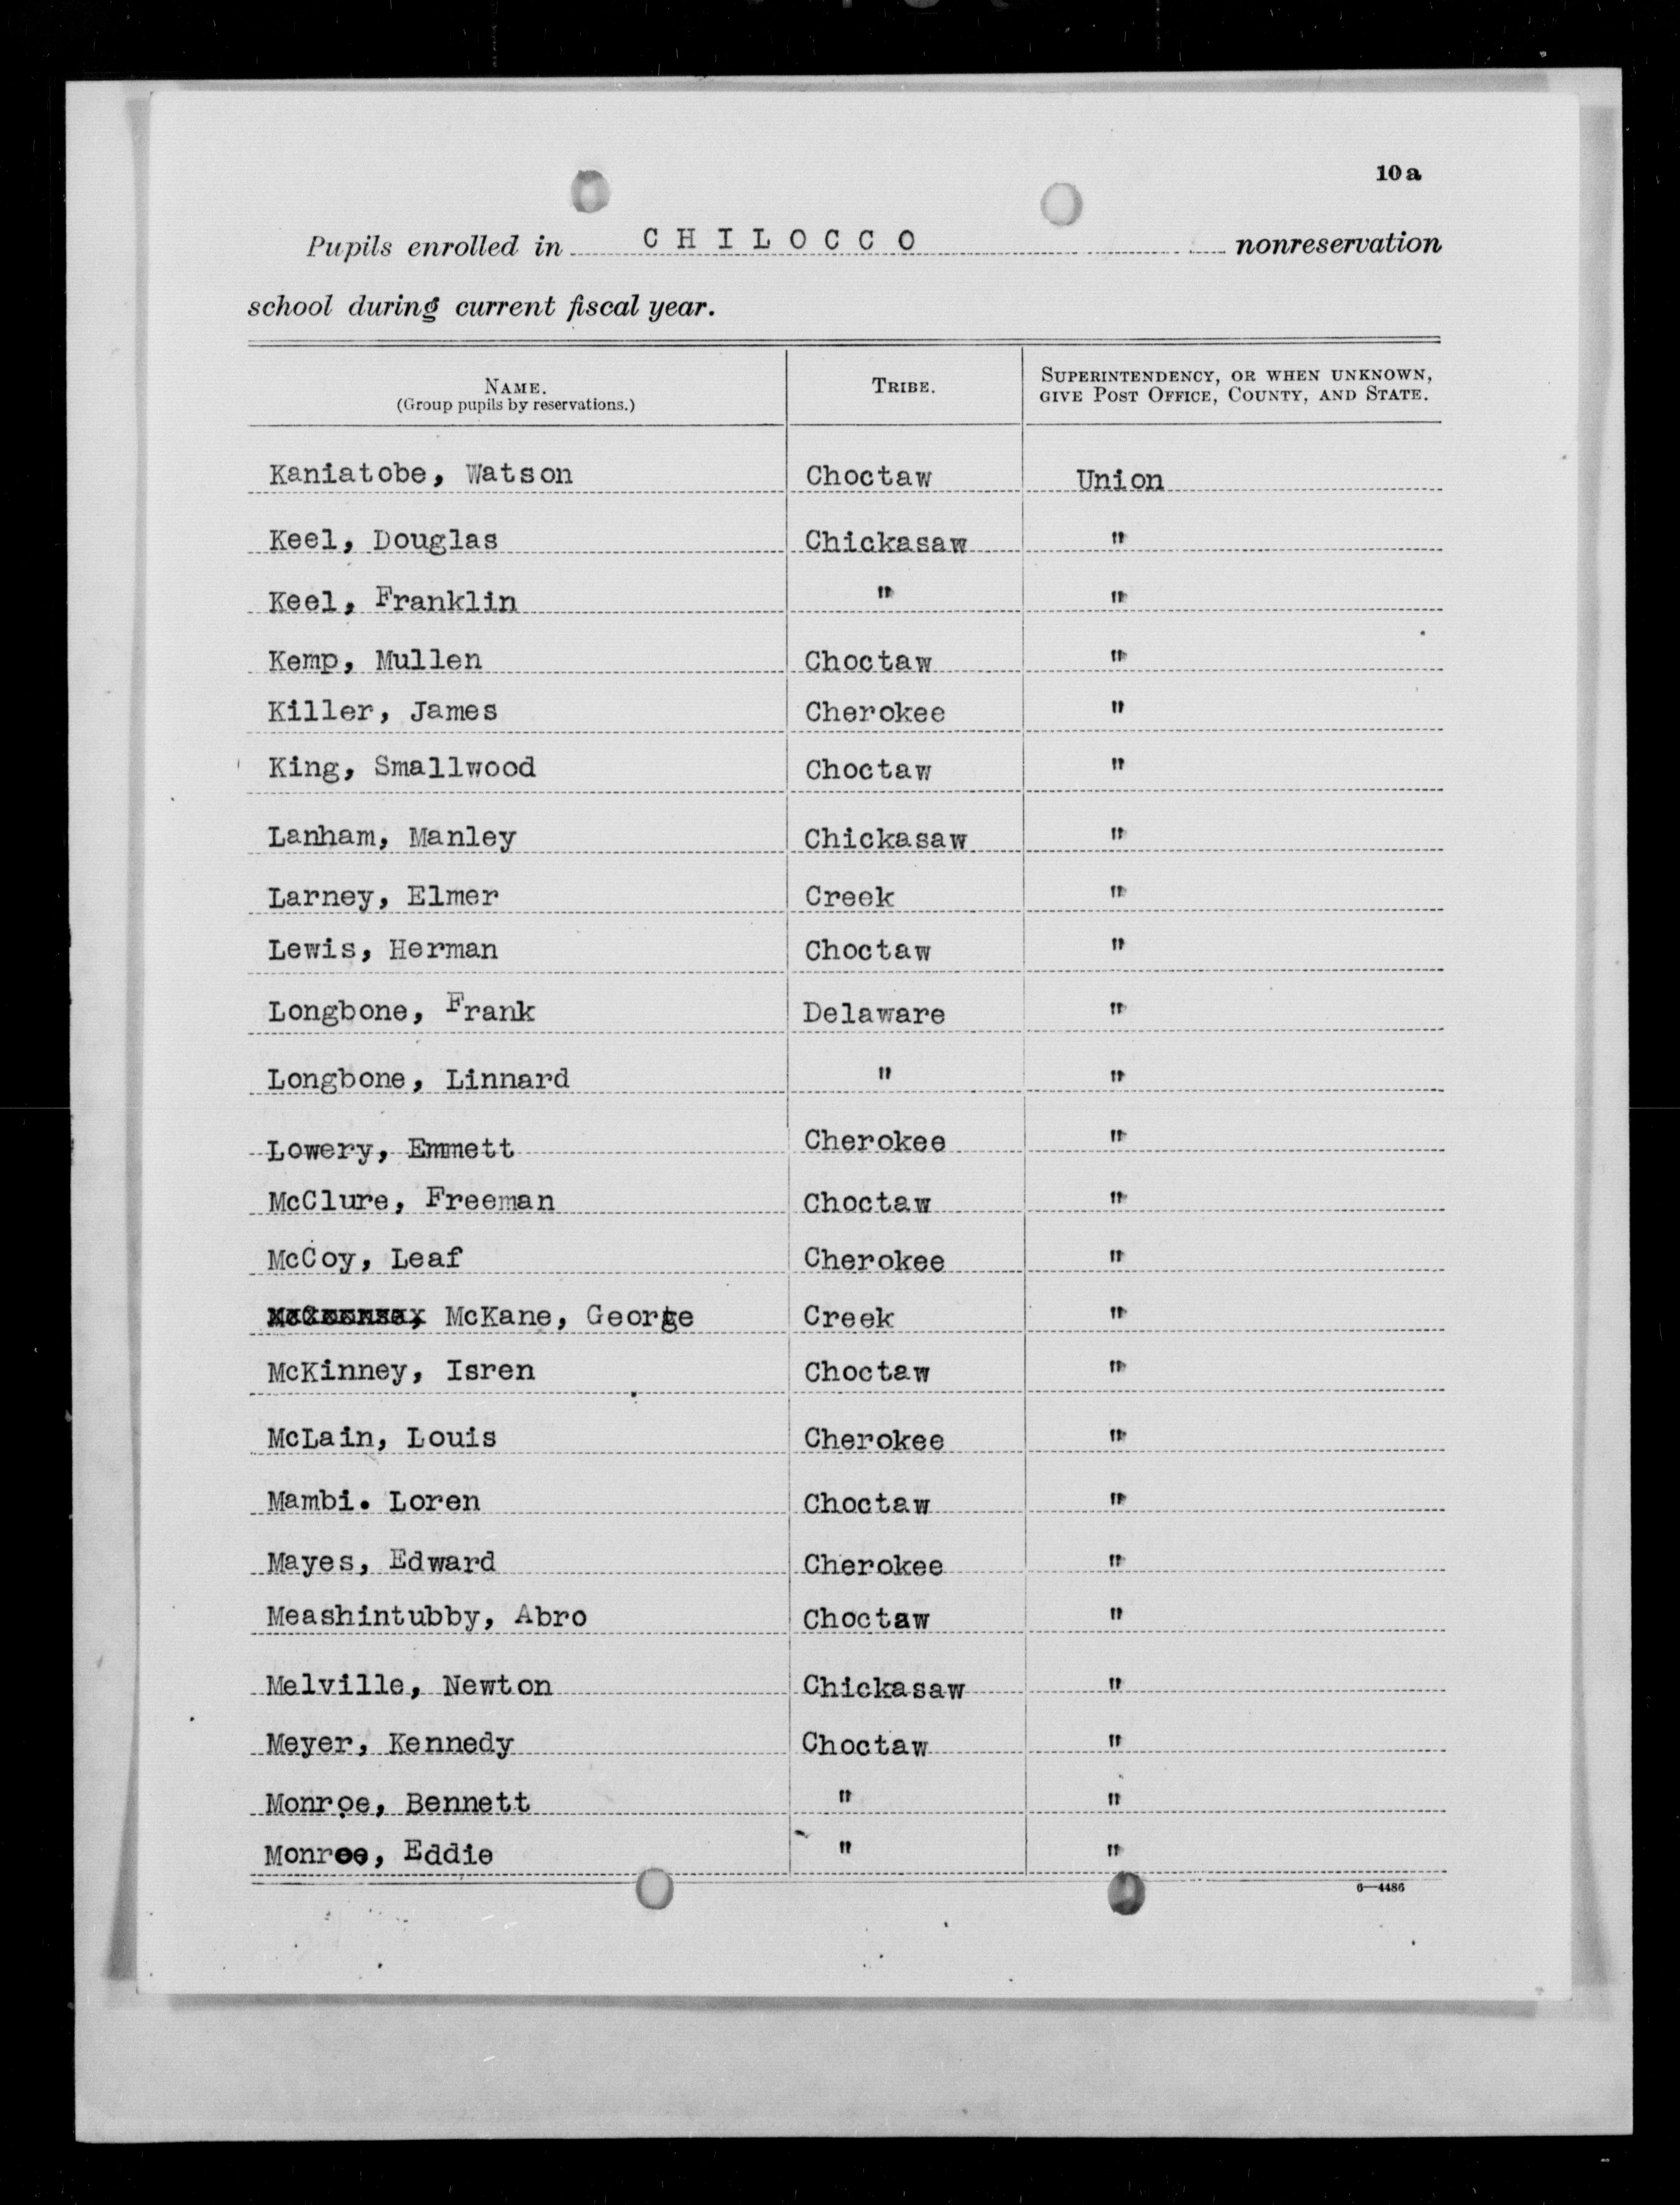 10a
Pupils enrolled in CHILOCCO nonreservation
school during current fiscal year.
NAME. TRIBE. SUPERINTENDENCY, OR WHEN UNKNOWN,
(Group pupils by reservations.) GIVE POST OFFICE, COUNTY, AND STATE.
Kaniatobe, Watson Choctaw Union
Keel, Douglas Chickasaw "
Keel, Franklin " "
Kemp, Mullen Choctaw "
Killer, James Cherokee "
King, Smallwood Choctaw "
Lanham, Manley Chickasaw "
Larney, Elmer Creek "
Lewis, Herman Choctaw "
Longbone, Frank Delaware "
Longbone, Linnard " "
Lowery, Emmett Cherokee "
McClure, Freeman Choctaw "
McCoy, Leaf Cherokee "
McKane, George Creek "
McKinney, Isren Choctaw "
McLain, Louis Cherokee "
Mambi. Loren Choctaw "
Mayes, Edward Cherokee "
Meashintubby, Abro Choctaw "
Melville, Newton Chickasaw "
Meyer, Kennedy Choctaw "
Monroe, Bennett " "
Monroe, Eddie " "
6—4486